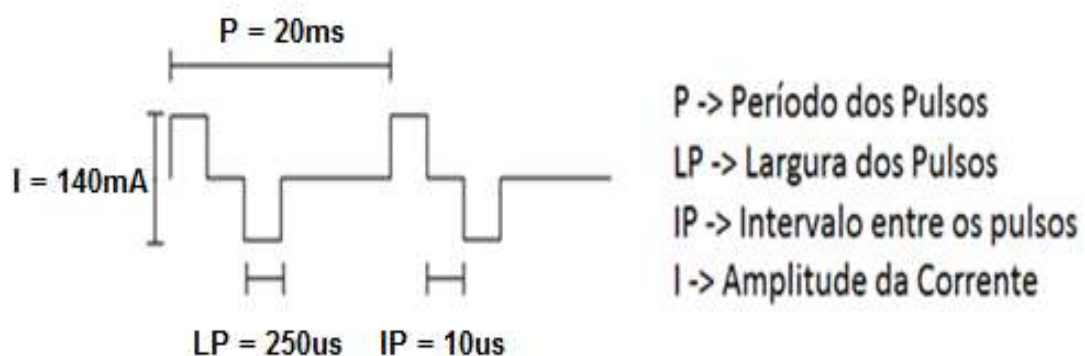 P = 20ms
I = 140mA
LP = 250us IP = 10us
P -> Período dos Pulsos
LP -> Largura dos Pulsos
IP -> Intervalo entre os pulsos
I -> Amplitude da Corrente